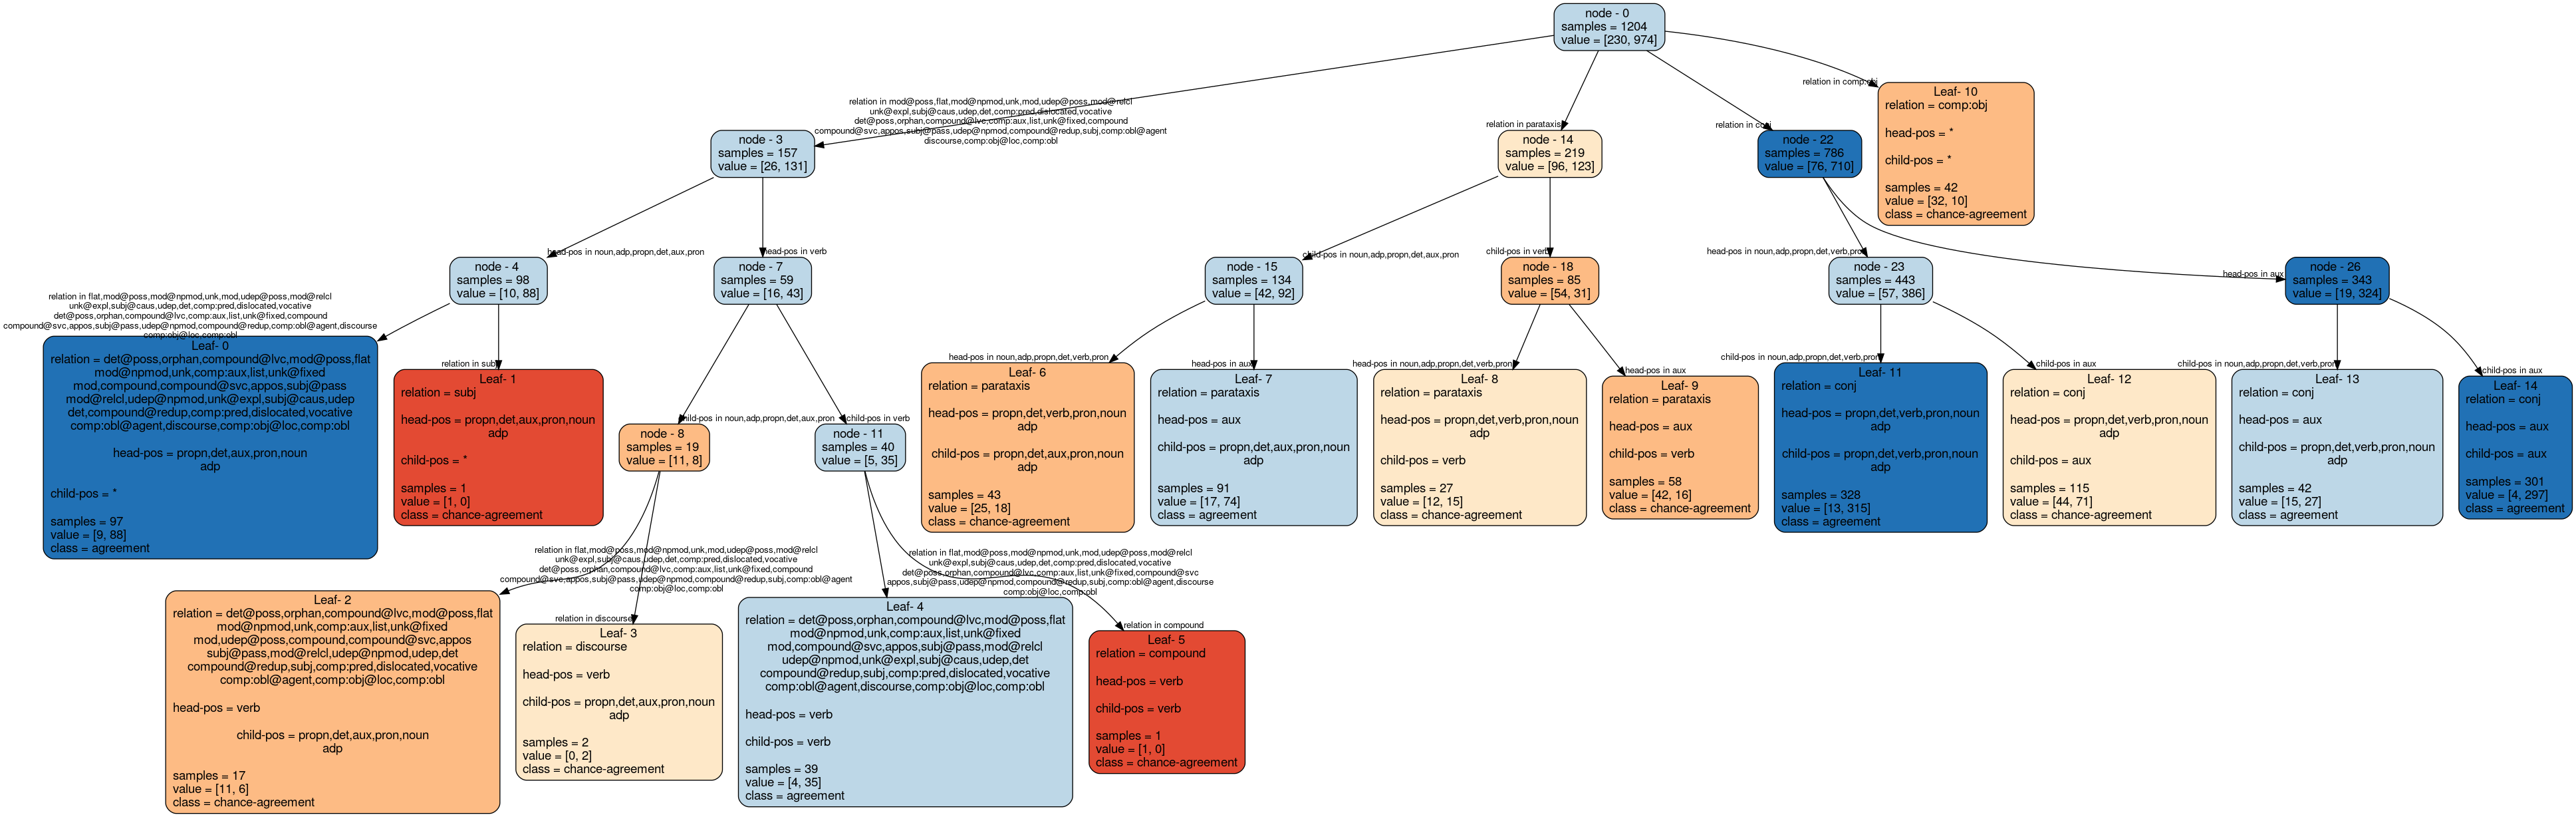 node - 0
samples = 1204
value = [230, 974]
relation in comp:obj
Leaf- 10
relation = comp:obj
head-pos = *
child-pos = *
samples = 42
value = [32, 10]
class = chance-agreement
relation in mod@poss,flat,mod@npmod,unk,mod,udep@poss,mod@relcl
unk@expl,subj@caus,udep,det,comp:pred,dislocated,vocative
det@poss,orphan,compound@lvc,comp:aux,list,unk@fixed,compound
compound@svc,appos,subj@pass,udep@npmod,compound@redup,subj,comp:obl@agent
discourse,comp:obj@loc,comp:obl
relation in parataxis
relation in conj
node - 3
samples = 157
value = [26, 131]
node - 14
samples = 219
value = [96, 123]
node - 22
samples = 786
value = [76, 710]
head-pos in noun,adp,propn,det,aux,pron
head-pos in verb
child-pos in noun,adp,propn,det,aux,pron
child-pos in verb
head-pos in noun,adp,propn,det,verb,pron
head-pos in aux
node - 4
samples = 98
value = [10, 88]
node - 7
samples = 59
value = [16, 43]
node - 15
samples = 134
value = [42, 92]
node - 18
samples = 85
value = [54, 31]
node - 23
samples = 443
value = [57, 386]
node - 26
samples = 343
value = [19, 324]
relation in flat,mod@poss,mod@npmod,unk,mod,udep@poss,mod@relcl
unk@expl,subj@caus,udep,det,comp:pred,dislocated,vocative
det@poss,orphan,compound@lvc,comp:aux,list,unk@fixed,compound
compound@svc,appos,subj@pass,udep@npmod,compound@redup,comp:obl@agent,discourse
comp:obj@loc,comp:obl
relation in subj
child-pos in noun,adp,propn,det,aux,pron
child-pos in verb
head-pos in noun,adp,propn,det,verb,pron
head-pos in aux
head-pos in noun,adp,propn,det,verb,pron
head-pos in aux
child-pos in noun,adp,propn,det,verb,pron
child-pos in aux
child-pos in noun,adp,propn,det,verb,pron
child-pos in aux
Leaf- 0
relation = det@poss,orphan,compound@lvc,mod@poss,flat
mod@npmod,unk,comp:aux,list,unk@fixed
mod,compound,compound@svc,appos,subj@pass
mod@relcl,udep@npmod,unk@expl,subj@caus,udep
det,compound@redup,comp:pred,dislocated,vocative
comp:obl@agent,discourse,comp:obj@loc,comp:obl
head-pos = propn,det,aux,pron,noun
adp
child-pos = *
samples = 97
value = [9, 88]
class = agreement
Leaf- 1
relation = subj
head-pos = propn,det,aux,pron,noun
adp
child-pos = *
samples = 1
value = [1, 0]
class = chance-agreement
node - 8
samples = 19
value = [11, 8]
node - 11
samples = 40
value = [5, 35]
Leaf- 6
relation = parataxis
head-pos = propn,det,verb,pron,noun
adp
child-pos = propn,det,aux,pron,noun
adp
samples = 43
value = [25, 18]
class = chance-agreement
Leaf- 7
relation = parataxis
head-pos = aux
child-pos = propn,det,aux,pron,noun
adp
samples = 91
value = [17, 74]
class = agreement
Leaf- 8
relation = parataxis
head-pos = propn,det,verb,pron,noun
adp
child-pos = verb
samples = 27
value = [12, 15]
class = chance-agreement
Leaf- 9
relation = parataxis
head-pos = aux
child-pos = verb
samples = 58
value = [42, 16]
class = chance-agreement
Leaf- 11
relation = conj
head-pos = propn,det,verb,pron,noun
adp
child-pos = propn,det,verb,pron,noun
adp
samples = 328
value = [13, 315]
class = agreement
Leaf- 12
relation = conj
head-pos = propn,det,verb,pron,noun
adp
child-pos = aux
samples = 115
value = [44, 71]
class = chance-agreement
Leaf- 13
relation = conj
head-pos = aux
child-pos = propn,det,verb,pron,noun
adp
samples = 42
value = [15, 27]
class = agreement
Leaf- 14
relation = conj
head-pos = aux
child-pos = aux
samples = 301
value = [4, 297]
class = agreement
relation in flat,mod@poss,mod@npmod,unk,mod,udep@poss,mod@relcl
unk@expl,subj@caus,udep,det,comp:pred,dislocated,vocative
det@poss,orphan,compound@lvc,comp:aux,list,unk@fixed,compound
compound@svc,appos,subj@pass,udep@npmod,compound@redup,subj,comp:obl@agent
comp:obj@loc,comp:obl
relation in discourse
relation in flat,mod@poss,mod@npmod,unk,mod,udep@poss,mod@relcl
unk@expl,subj@caus,udep,det,comp:pred,dislocated,vocative
det@poss,orphan,compound@lvc,comp:aux,list,unk@fixed,compound@svc
appos,subj@pass,udep@npmod,compound@redup,subj,comp:obl@agent,discourse
comp:obj@loc,comp:obl
relation in compound
Leaf- 2
relation = det@poss,orphan,compound@lvc,mod@poss,flat
mod@npmod,unk,comp:aux,list,unk@fixed
mod,udep@poss,compound,compound@svc,appos
subj@pass,mod@relcl,udep@npmod,udep,det
compound@redup,subj,comp:pred,dislocated,vocative
comp:obl@agent,comp:obj@loc,comp:obl
head-pos = verb
child-pos = propn,det,aux,pron,noun
adp
samples = 17
value = [11, 6]
class = chance-agreement
Leaf- 3
relation = discourse
head-pos = verb
child-pos = propn,det,aux,pron,noun
adp
samples = 2
value = [0, 2]
class = chance-agreement
Leaf- 4
relation = det@poss,orphan,compound@lvc,mod@poss,flat
mod@npmod,unk,comp:aux,list,unk@fixed
mod,compound@svc,appos,subj@pass,mod@relcl
udep@npmod,unk@expl,subj@caus,udep,det
compound@redup,subj,comp:pred,dislocated,vocative
comp:obl@agent,discourse,comp:obj@loc,comp:obl
head-pos = verb
child-pos = verb
samples = 39
value = [4, 35]
class = agreement
Leaf- 5
relation = compound
head-pos = verb
child-pos = verb
samples = 1
value = [1, 0]
class = chance-agreement